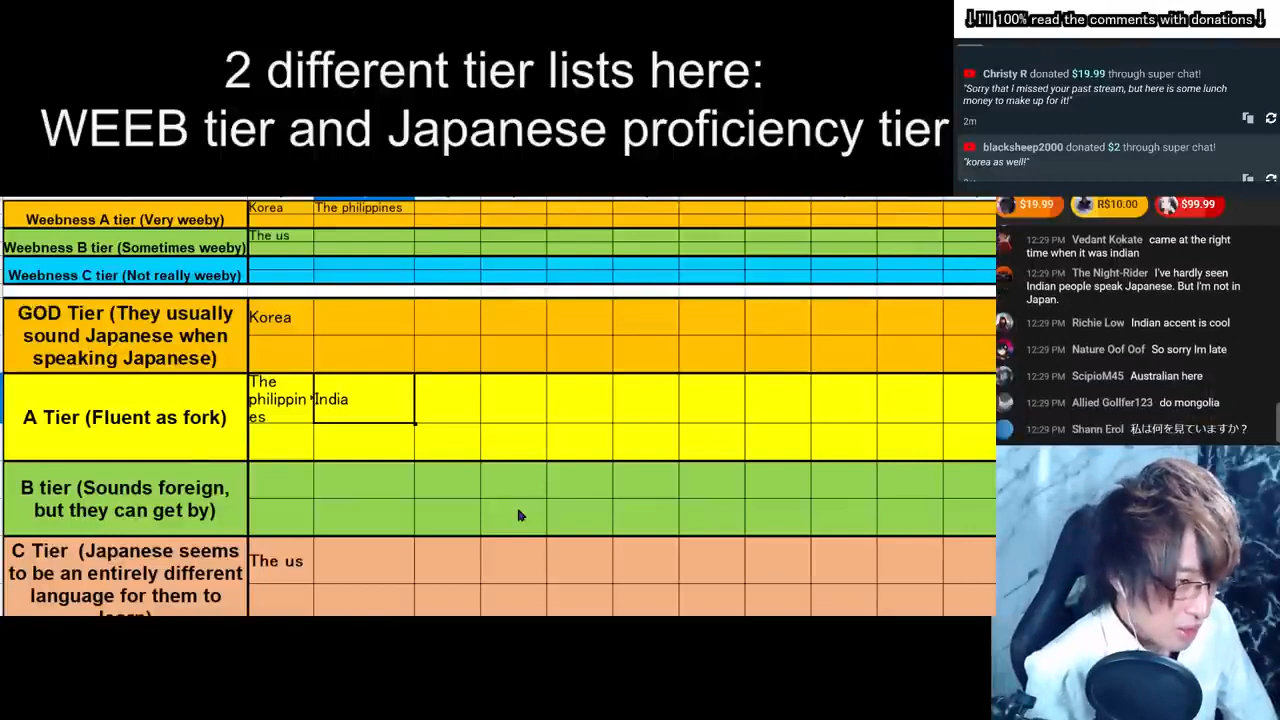 2 different tier lists here:
WEEB tier and Japanese proficiency tier
Weebness A tier (Very weeby)
Korea
The philippines
Weebness B tier (Sometimes weeby)
The us
Weebness C tier (Not really weeby)
GOD Tier (They usually
sound Japanese when
speaking Japanese)
Korea
A Tier (Fluent as fork)
The
philippin
es
India
B tier (Sounds foreign,
but they can get by)
C Tier (Japanese seems
to be an entirely different
language for them to
The us
↓I'll 100% read the comments with donations↓
Christy R donated $19.99 through super chat!
"Sorry that I missed your past stream, but here is some lunch
money to make up for it!"
2m
blacksheep2000 donated $2 through super chat!
"korea as well!"
$19.99
R$10.00
$99.99
12:29 PM Vedant Kokate came at the right
time when it was indian
12:29 PM The Night-Rider I've hardly seen
Indian people speak Japanese. But I'm not in
Japan.
12:29 PM Richie Low Indian accent is cool
12:29 PM Nature Oof Oof So sorry Im late
12:29 PM ScipioM45 Australian here
12:29 PM Allied Gollfer123 do mongolia
12:29 PM Shann Erol 私は何を見ていますか？